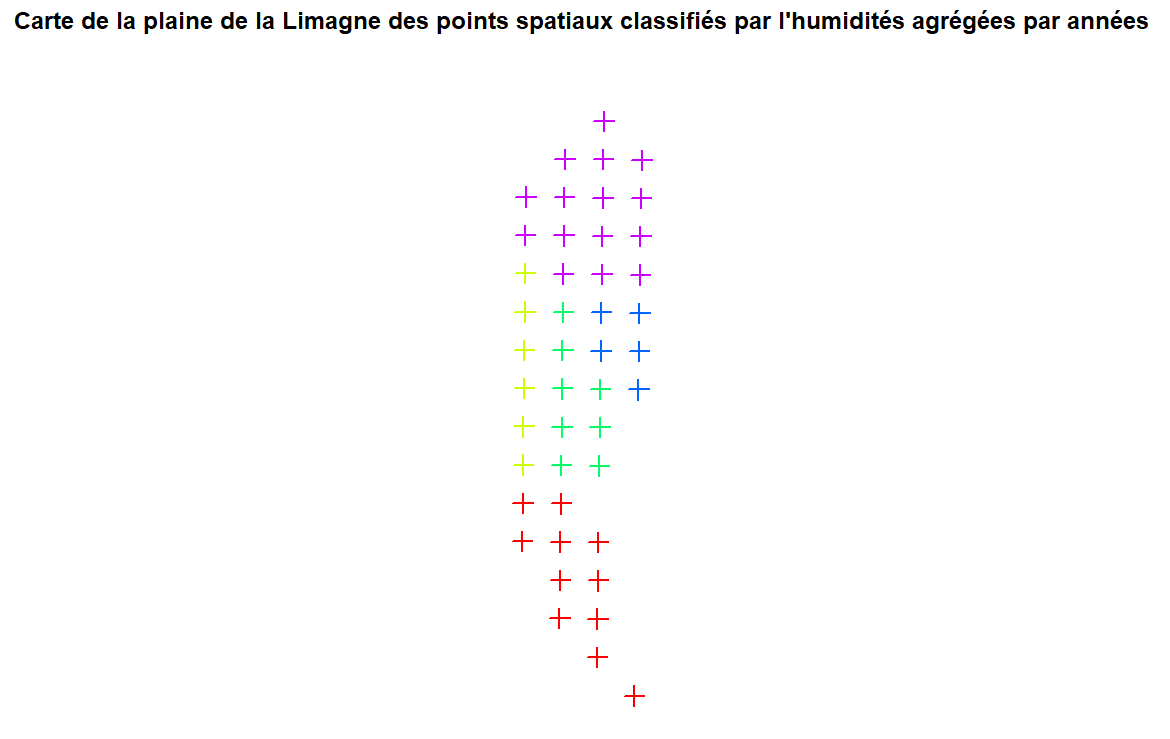 Carte de la plaine de la Limagne des points spatiaux classifiés par l'humidités agrégées par années